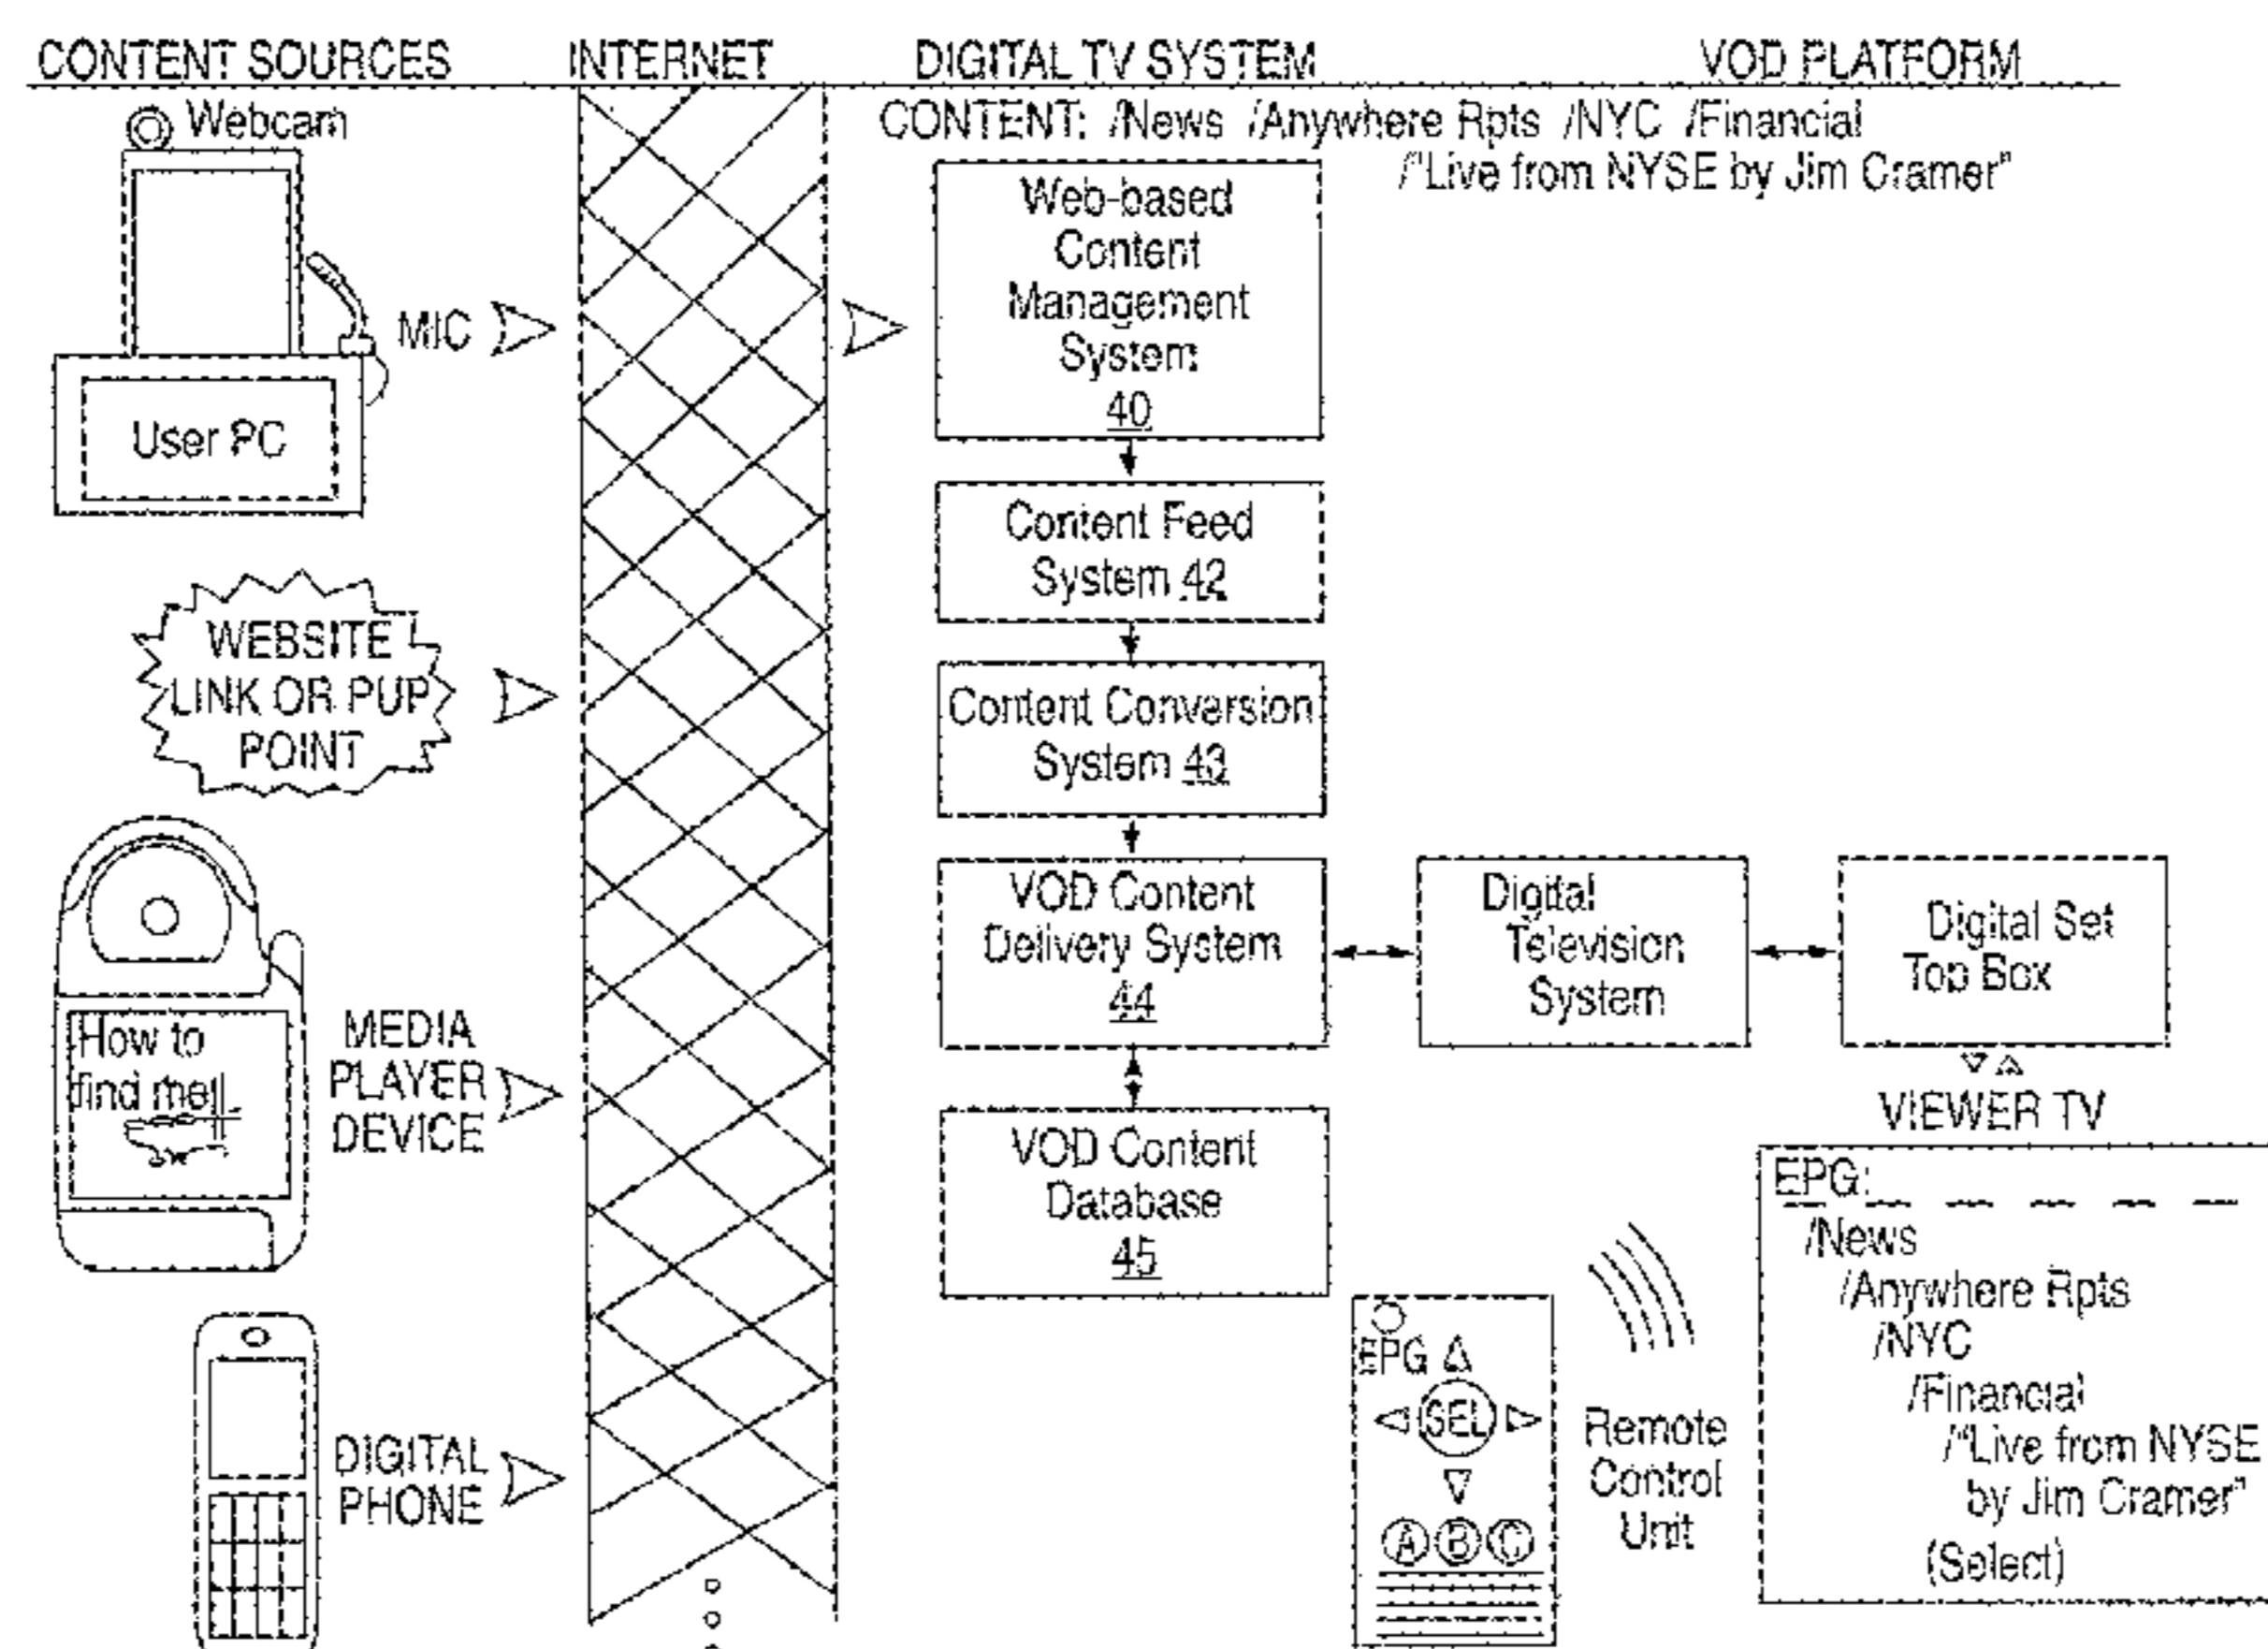 CONTENT SOURCES
INTERNET
DIGITAL TV SYSTEM
VOD PLATFORM
CONTENT: /News /Anywhere Rpts /NYC /Financial
/"Live from NYSE by Jim Cramer"
Webcam
MIC
User PC
Web-based
Content
Management
System
40
Content Feed
System 42
WEBSITE
LINK OR PUP
POINT
Content Conversion
System 43
VOD Content
Delivery System
44
Digital
Television
System
Digital Set
Top Box
How to
find me!
MEDIA
PLAYER
DEVICE
VOD Content
Database
45
VIEWER TV
EPG:
/News
/Anywhere Rpts
/NYC
/Financial
/"Live from NYSE
by Jim Cramer"
(Select)
EPG
SEL
A B C
Remote
Control
Unit
DIGITAL
PHONE